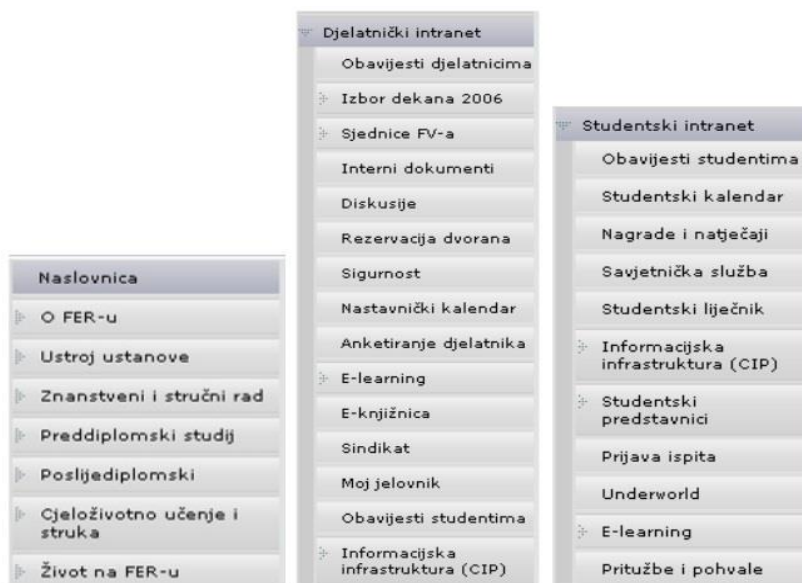 Naslovnica
O FER-u
Ustroj ustanove
Znanstveni i stručni rad
Preddiplomski studij
Poslijediplomski
Cjeloživotno učenje i
struka
Život na FER-u
Djelatnički intranet
Obavijesti djelatnicima
Izbor dekana 2006
Sjednice FV-a
Interni dokumenti
Diskusije
Rezervacija dvorana
Sigurnost
Nastavnički kalendar
Anketiranje djelatnika
E-learning
E-knjižnica
Sindikat
Moj jelovnik
Obavijesti studentima
Informacijska
infrastruktura (CIP)
Studentski intranet
Obavijesti studentima
Studentski kalendar
Nagrade i natječaji
Savjetnička služba
Studentski liječnik
Informacijska
infrastruktura (CIP)
Studentski
predstavnici
Prijava ispita
Underworld
E-learning
Pritužbe i pohvale